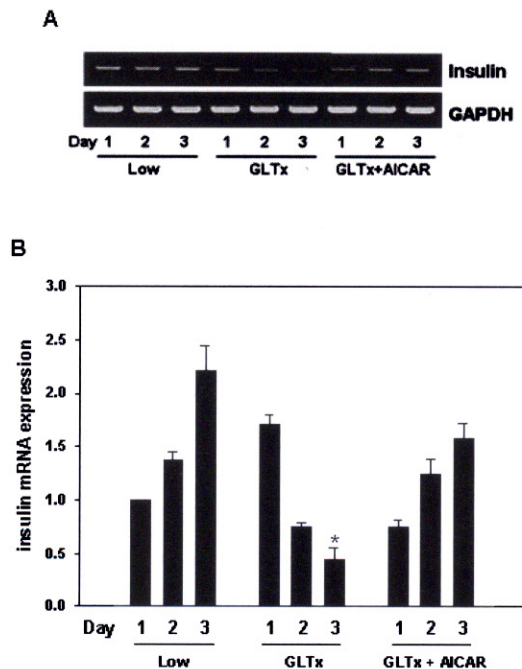 A
Insulin
GAPDH
Day 1 2 3 1 2 3 1 2 3
Low GLTx GLTx+AICAR
B
insulin mRNA expression
3.0
2.5
2.0
1.5
1.0
0.5
0.0
*
Day 1 2 3 1 2 3 1 2 3
Low GLTx GLTx + AICAR